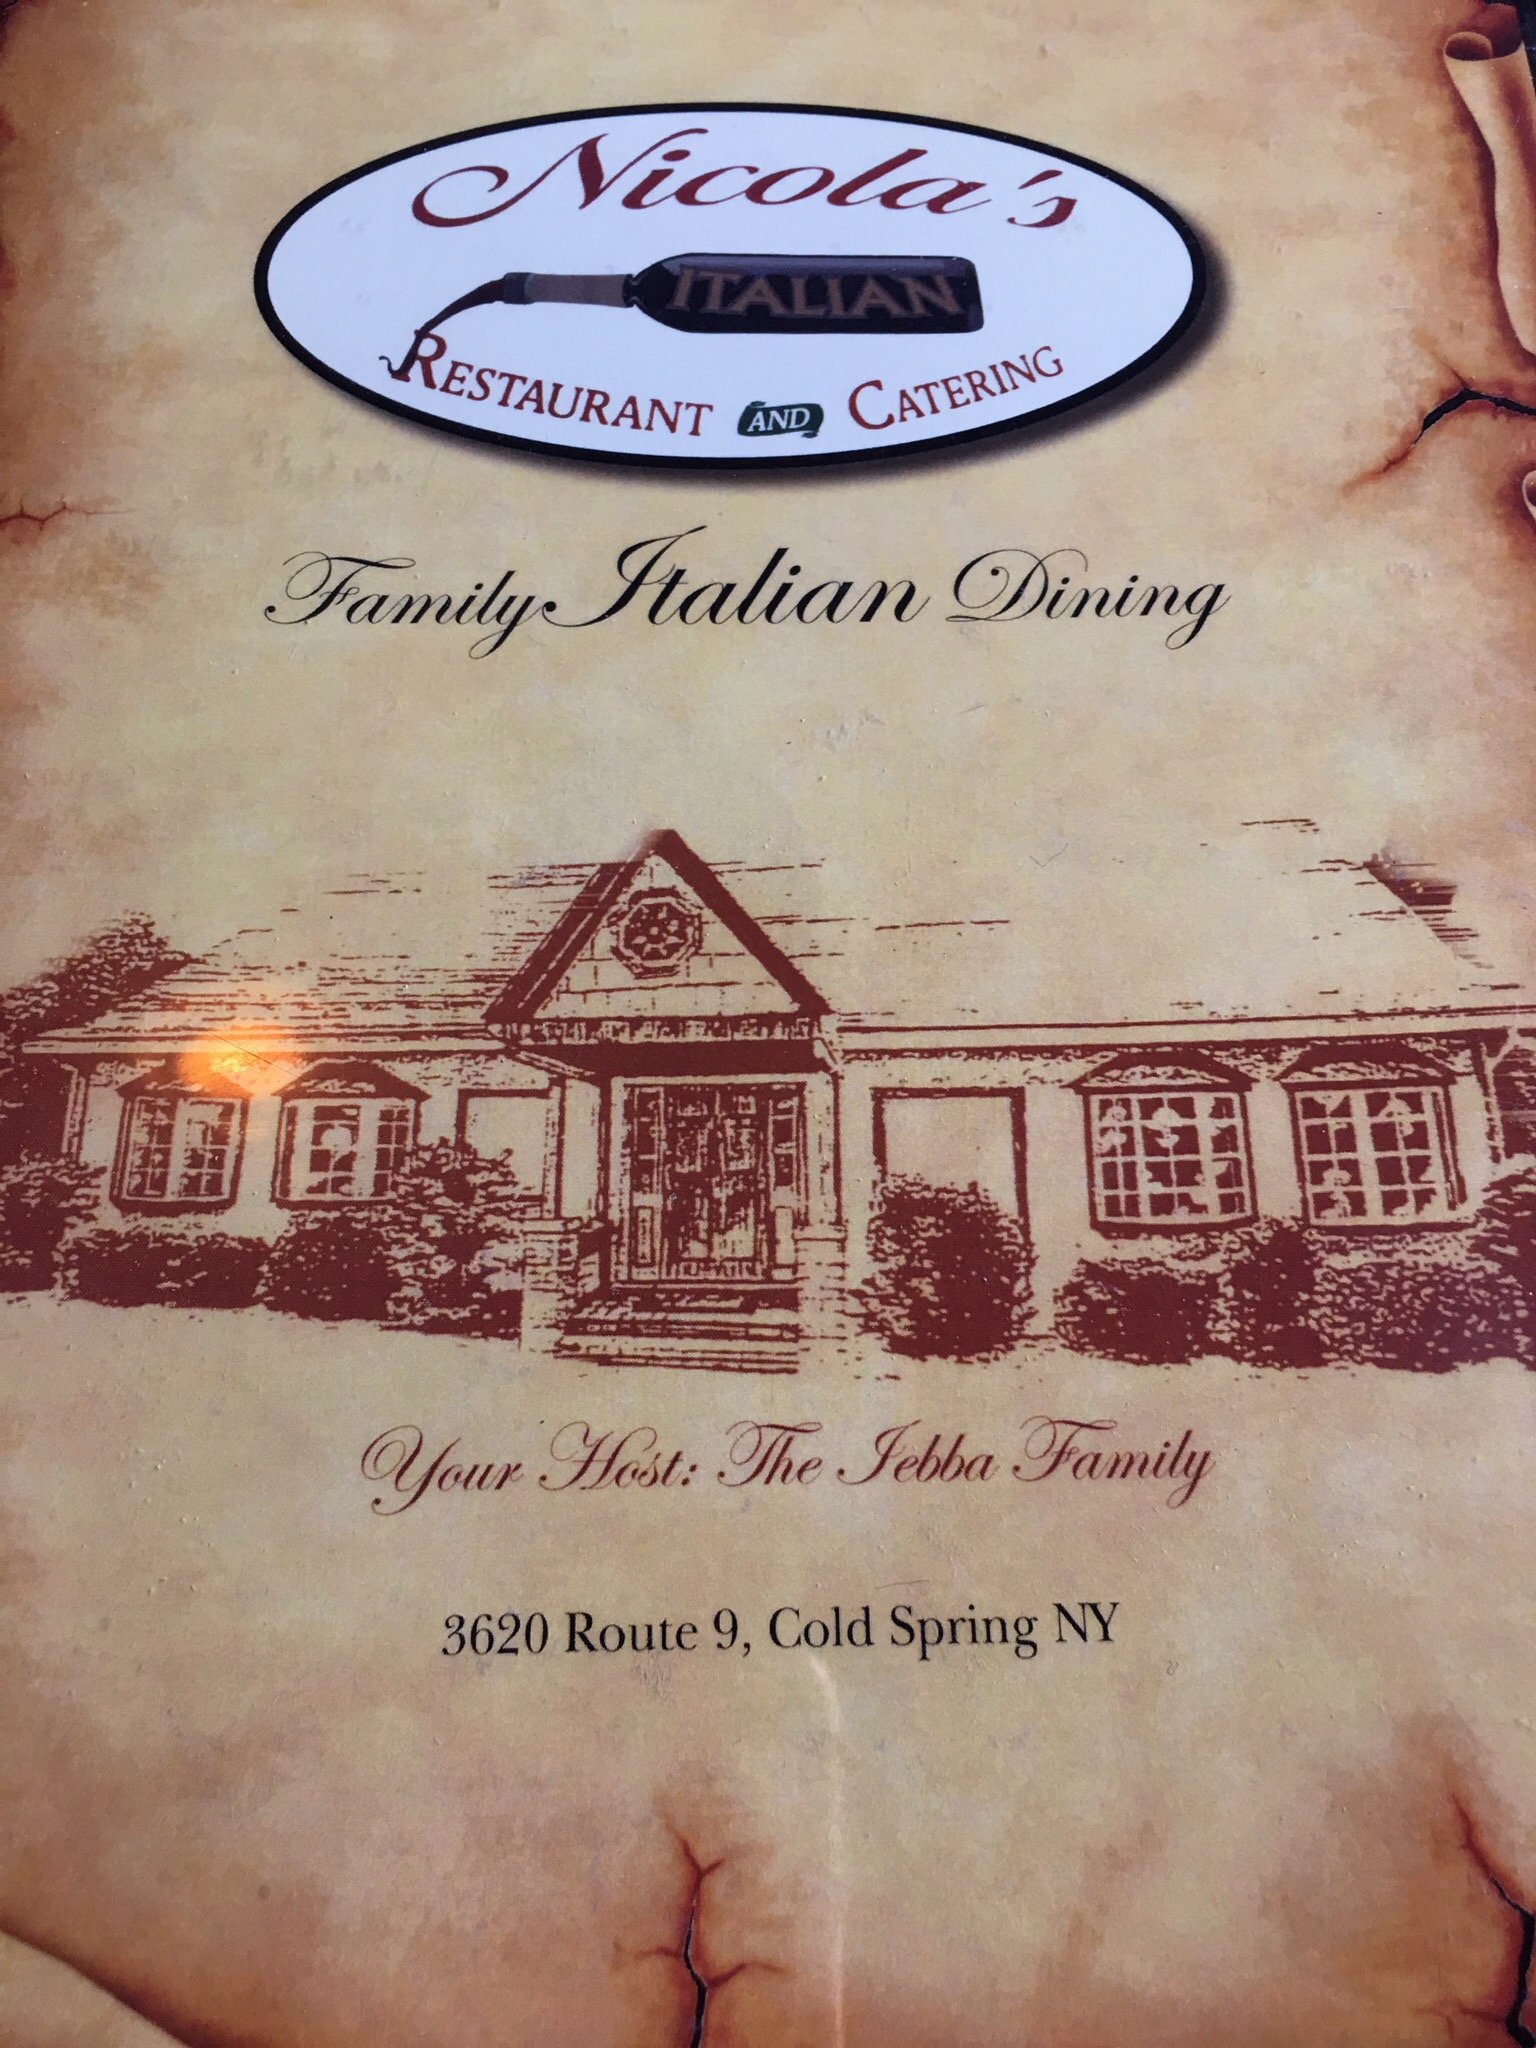 Nicola's
ITALIAN
RESTAURANT AND CATERING
Family Italian Dining
Your Host: The Iebba Family
3620 Route 9, Cold Spring NY